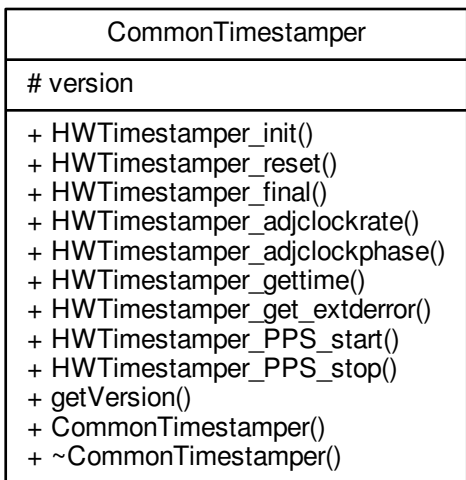 CommonTimestamper
# version
+ HWTimestamper_init()
+ HWTimestamper_reset()
+ HWTimestamper_final()
+ HWTimestamper_adjclockrate()
+ HWTimestamper_adjclockphase()
+ HWTimestamper_gettime()
+ HWTimestamper_get_extderror()
+ HWTimestamper_PPS_start()
+ HWTimestamper_PPS_stop()
+ getVersion()
+ CommonTimestamper()
+ ~CommonTimestamper()